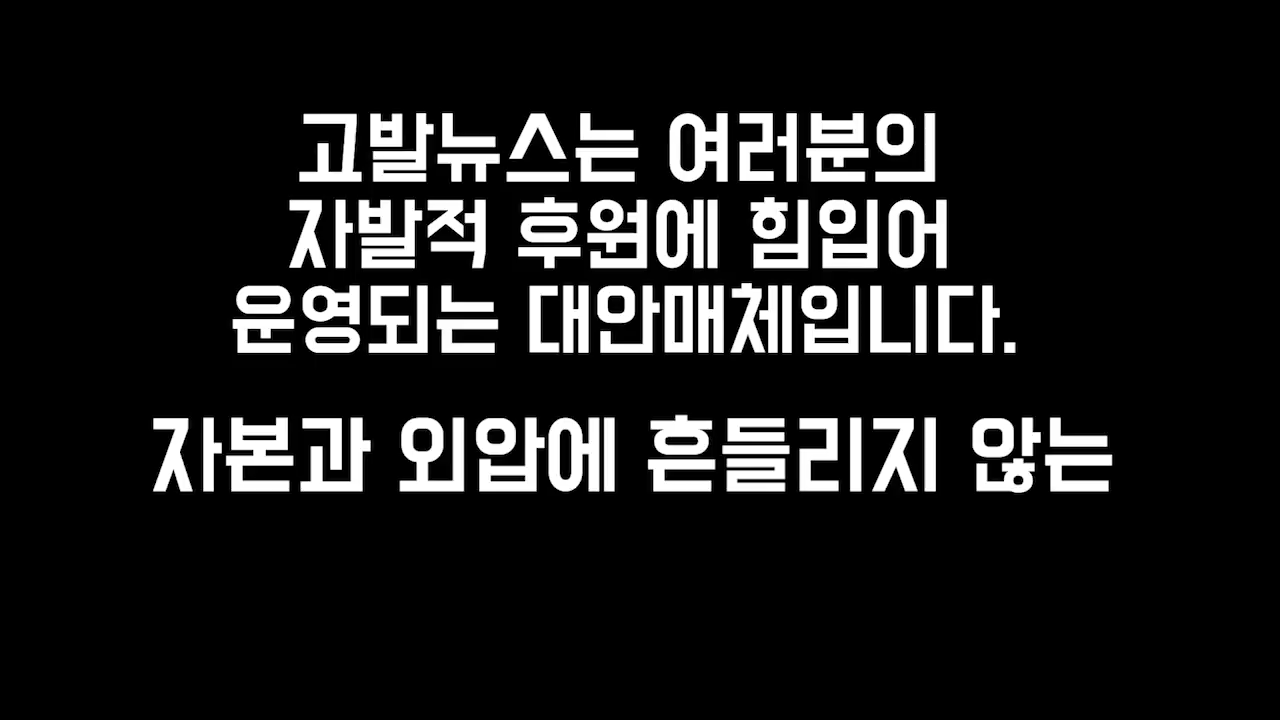 고발뉴스는 여러분의
자발적 후원에 힘입어
운영되는 대안매체입니다.
자본과 외압에 흔들리지 않는